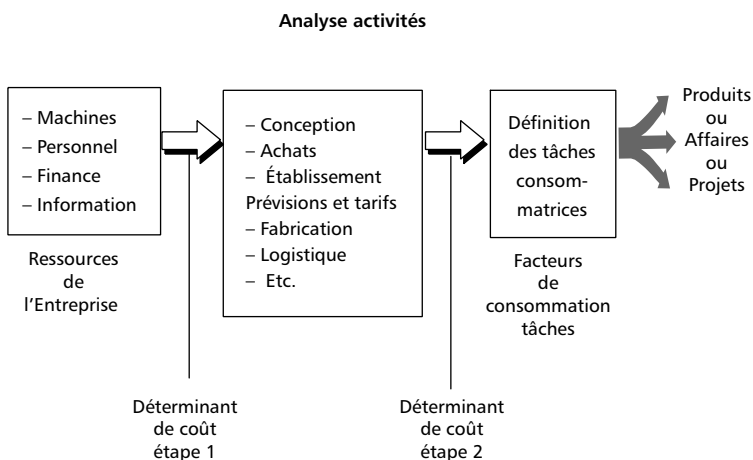 Analyse activités
– Machines
– Personnel
– Finance
– Information
Ressources
de
l'Entreprise
– Conception
– Achats
– Établissement
Prévisions et tarifs
– Fabrication
– Logistique
– Etc.
Définition
des tâches
consom-
matrices
Facteurs
de
consommation
tâches
Produits
ou
Affaires
ou
Projets
Déterminant
de coût
étape 1
Déterminant
de coût
étape 2